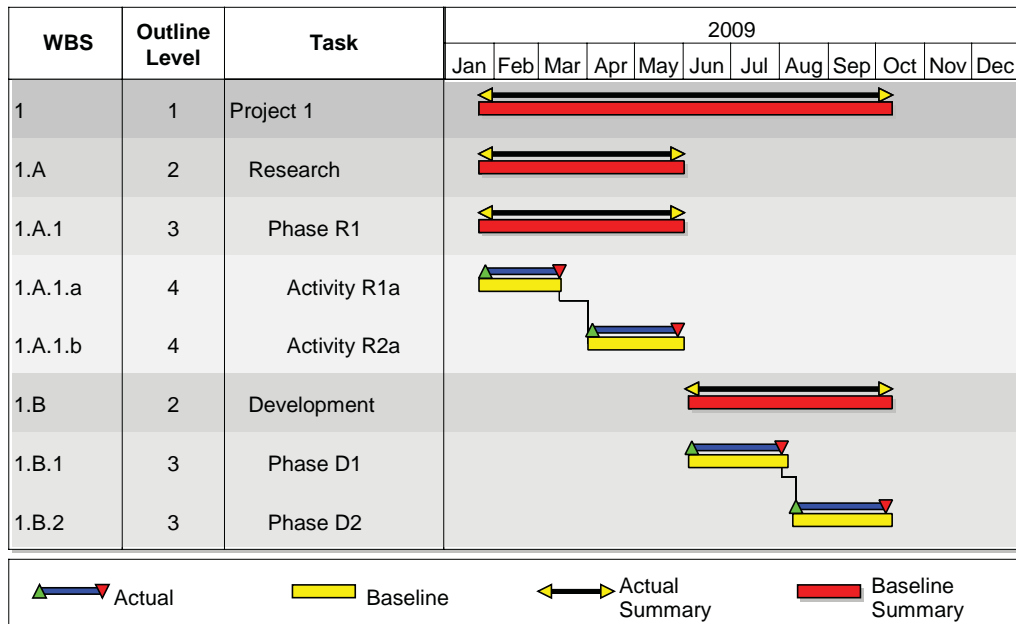 WBS Outline Level Task 2009
Jan Feb Mar Apr May Jun Jul Aug Sep Oct Nov Dec
1 1 Project 1
1.A 2 Research
1.A.1 3 Phase R1
1.A.1.a 4 Activity R1a
1.A.1.b 4 Activity R2a
1.B 2 Development
1.B.1 3 Phase D1
1.B.2 3 Phase D2
Actual Baseline Actual Summary Baseline Summary